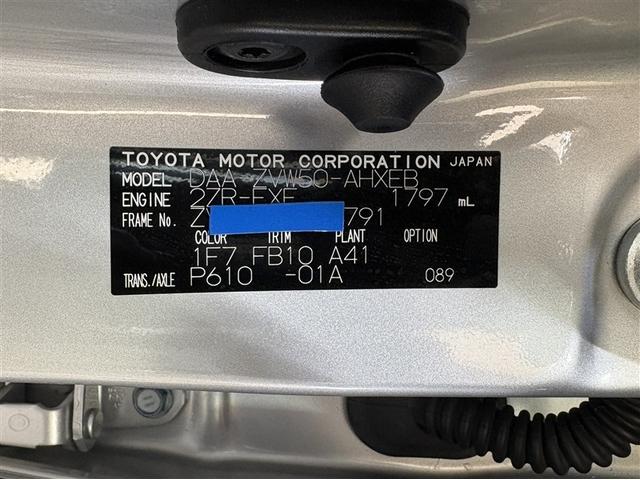 TOYOTA MOTOR CORPORATION JAPAN
MODEL DAA-ZVW50-AHXEB
ENGINE 2ZR-FXE 1797 mL
FRAME No. ZV 791
COLOR TRIM PLANT OPTION
1F7 FB10 A41
TRANS./AXLE P610 -01A 089